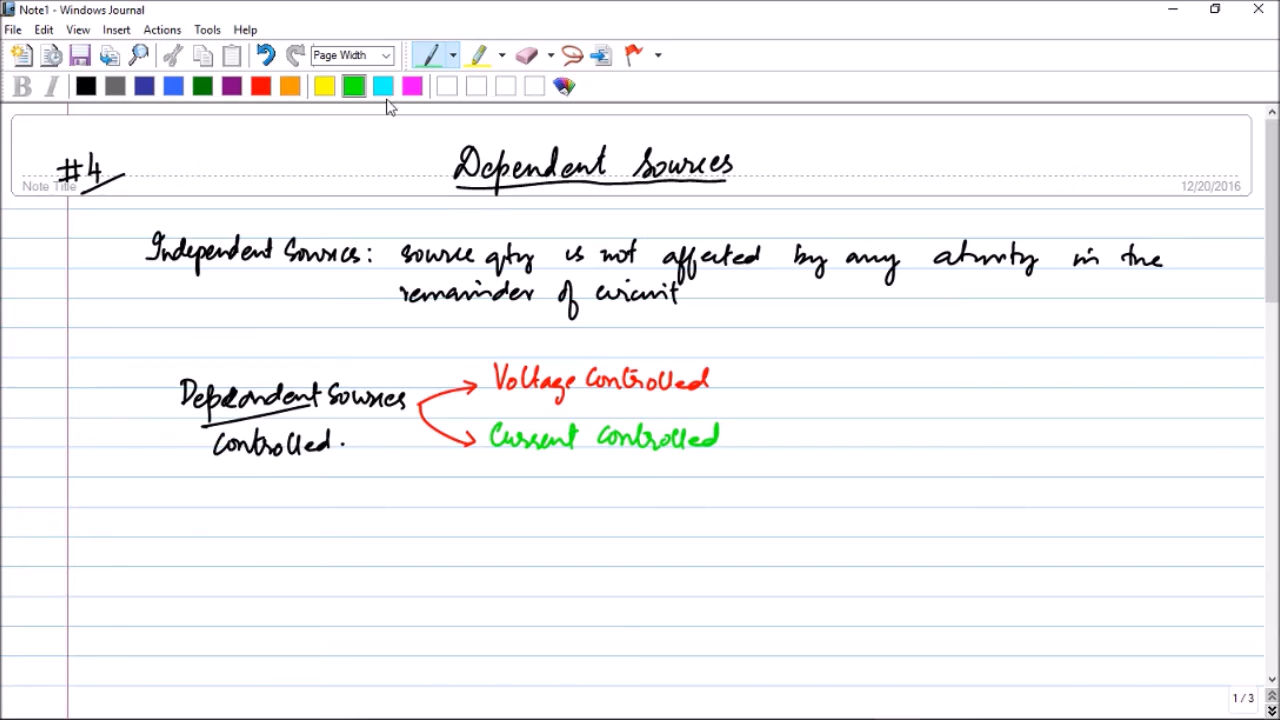 Note1 - Windows Journal
File Edit View Insert Actions Tools Help
Page Width
B I
#4 Dependent Sources
Note Title 12/20/2016
Independent Sources: source qty is not affected by any activity in the
remainder of circuit
Voltage Controlled
Dependent Sources
Current Controlled
Controlled.
1 / 3